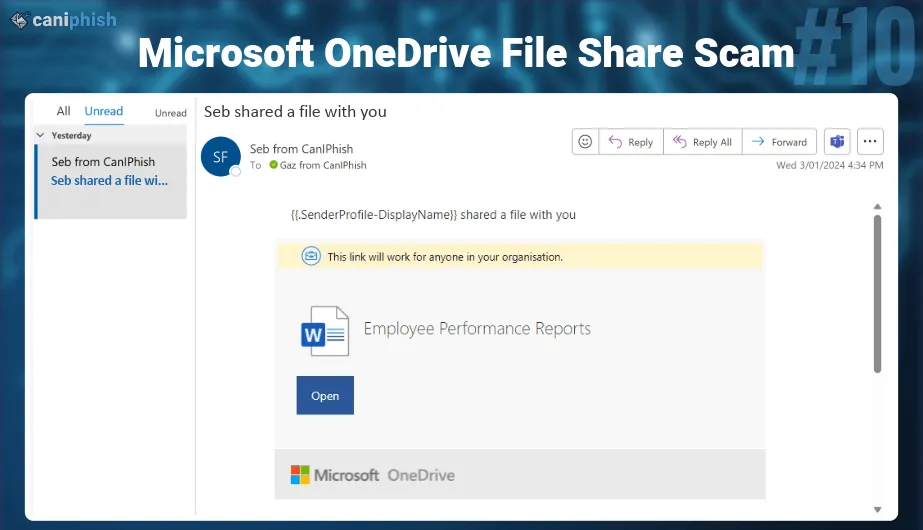 caniphish
#10
Microsoft OneDrive File Share Scam
All Unread Unread
Yesterday
Seb from CanIPhish
Seb shared a file wi...
Seb shared a file with you
SF
Seb from CanIPhish
To Gaz from CanIPhish
Reply Reply All Forward
Wed 3/01/2024 4:34 PM
{{.SenderProfile-DisplayName}} shared a file with you
This link will work for anyone in your organisation.
W
Employee Performance Reports
Open
Microsoft OneDrive